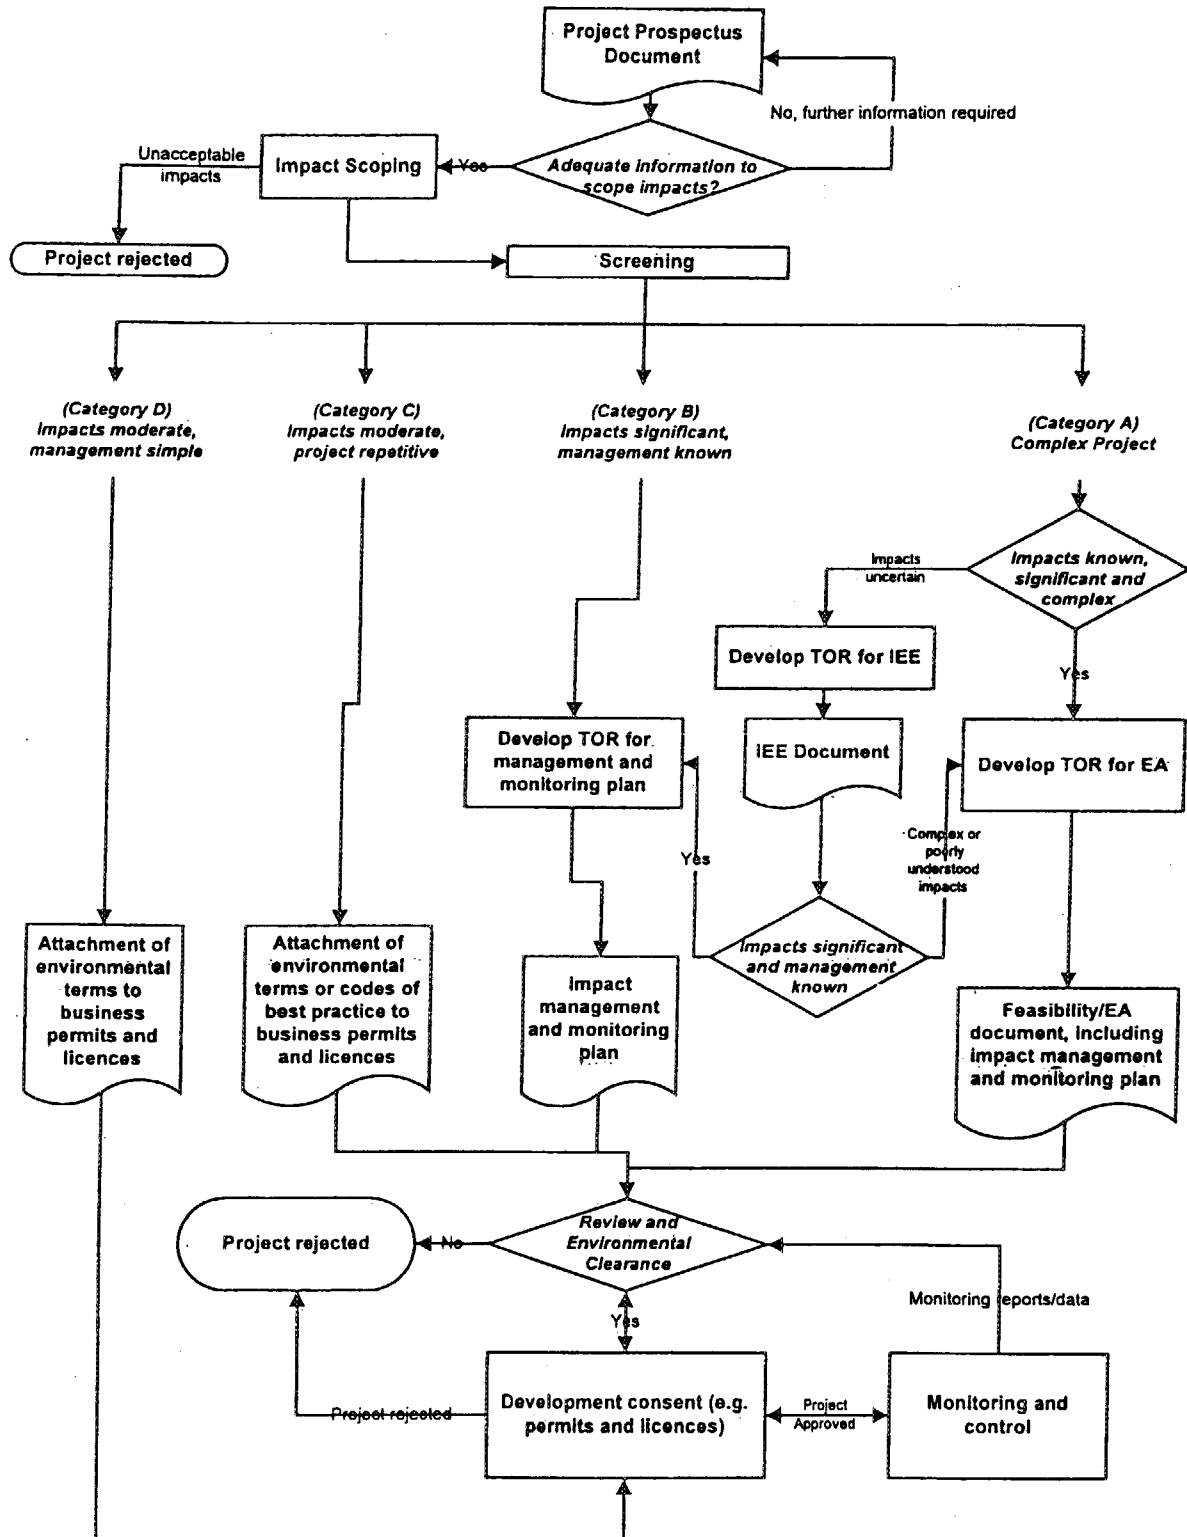 Project Prospectus
Document
No, further information required
Unacceptable
impacts
Impact Scoping
Yes
Adequate information to
scope impacts?
Project rejected
Screening
(Category D)
Impacts moderate,
management simple
(Category C)
Impacts moderate,
project repetitive
(Category B)
Impacts significant,
management known
(Category A)
Complex Project
Impacts
uncertain
Impacts known,
significant and
complex
Develop TOR for IEE
Yes
Develop TOR for
management and
monitoring plan
IEE Document
Develop TOR for EA
Yes
Complex or
poorly
understood
impacts
Attachment of
environmental
terms to
business
permits and
licences
Attachment of
environmental
terms or codes of
best practice to
business permits
and licences
Impact
management
and monitoring
plan
Impacts significant
and management
known
Feasibility/EA
document, including
impact management
and monitoring plan
Project rejected
No
Review and
Environmental
Clearance
Yes
Monitoring reports/data
Project rejected
Development consent (e.g.
permits and licences)
Project
Approved
Monitoring and
control